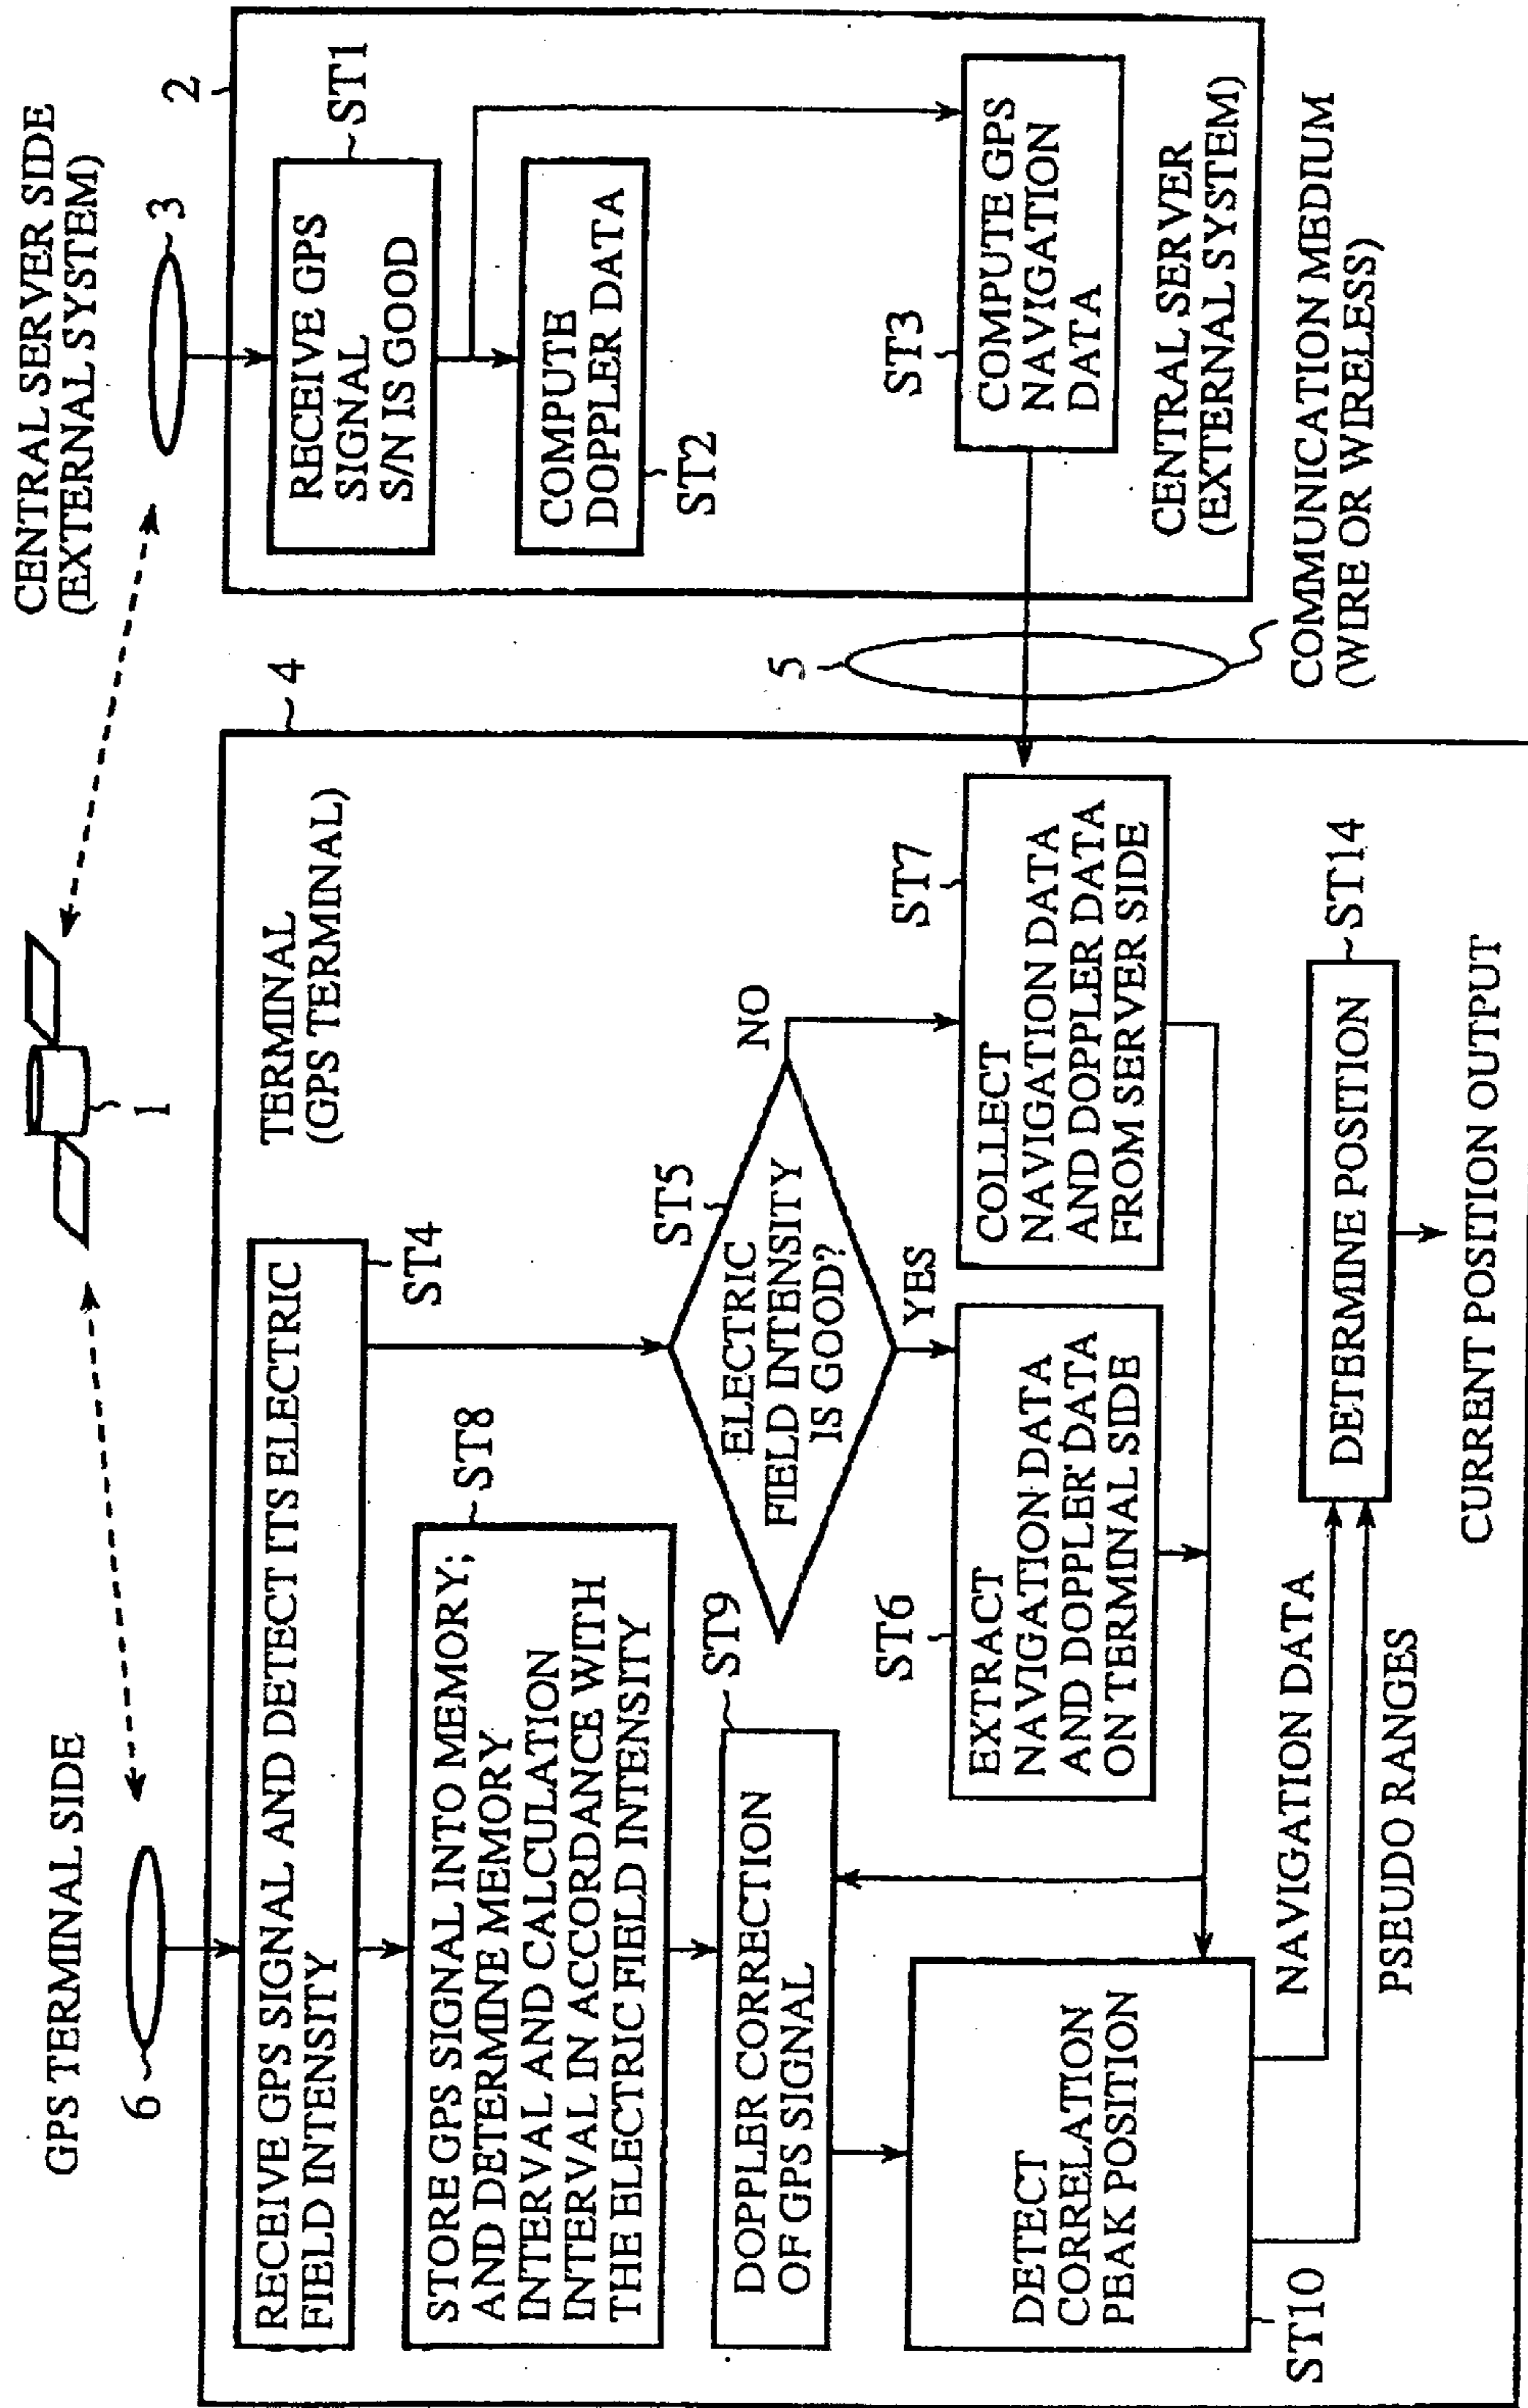 GPS TERMINAL SIDE
6
1
CENTRAL SERVER SIDE
(EXTERNAL SYSTEM)
3
4
TERMINAL
(GPS TERMINAL)
RECEIVE GPS SIGNAL AND DETECT ITS ELECTRIC
FIELD INTENSITY
ST4
STORE GPS SIGNAL INTO MEMORY;
AND DETERMINE MEMORY
INTERVAL AND CALCULATION
INTERVAL IN ACCORDANCE WITH
THE ELECTRIC FIELD INTENSITY
ST8
ST5
ELECTRIC
FIELD INTENSITY
IS GOOD?
NO
YES
DOPPLER CORRECTION
OF GPS SIGNAL
ST9
ST6
EXTRACT
NAVIGATION DATA
AND DOPPLER DATA
ON TERMINAL SIDE
ST7
COLLECT
NAVIGATION DATA
AND DOPPLER DATA
FROM SERVER SIDE
DETECT
CORRELATION
PEAK POSITION
ST10
NAVIGATION DATA
PSEUDO RANGES
DETERMINE POSITION
ST14
CURRENT POSITION OUTPUT
2
RECEIVE GPS
SIGNAL
S/N IS GOOD
ST1
COMPUTE
DOPPLER DATA
ST2
ST3
COMPUTE GPS
NAVIGATION
DATA
CENTRAL SERVER
(EXTERNAL SYSTEM)
5
COMMUNICATION MEDIUM
(WIRE OR WIRELESS)